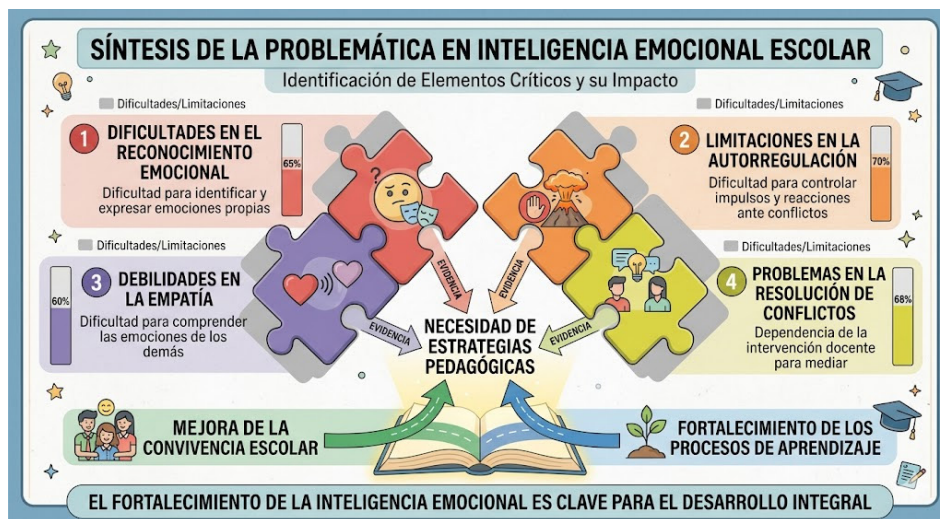 SÍNTESIS DE LA PROBLEMÁTICA EN INTELIGENCIA EMOCIONAL ESCOLAR
Identificación de Elementos Críticos y su Impacto
Dificultades/Limitaciones
1
DIFICULTADES EN EL
RECONOCIMIENTO
EMOCIONAL
Dificultad para identificar y
expresar emociones propias
65%
?
Dificultades/Limitaciones
2
LIMITACIONES EN LA
AUTORREGULACIÓN
Dificultad para controlar
impulsos y reacciones
ante conflictos
70%
Dificultades/Limitaciones
60%
3
DEBILIDADES EN
LA EMPATÍA
Dificultad para comprender
las emociones de los
demás
Dificultades/Limitaciones
4
PROBLEMAS EN LA
RESOLUCIÓN DE
CONFLICTOS
Dependencia de la
intervención docente
para mediar
68%
EVIDENCIA
EVIDENCIA
EVIDENCIA
EVIDENCIA
NECESIDAD DE
ESTRATEGIAS
PEDAGÓGICAS
MEJORA DE LA
CONVIVENCIA ESCOLAR
FORTALECIMIENTO DE LOS
PROCESOS DE APRENDIZAJE
EL FORTALECIMIENTO DE LA INTELIGENCIA EMOCIONAL ES CLAVE PARA EL DESARROLLO INTEGRAL